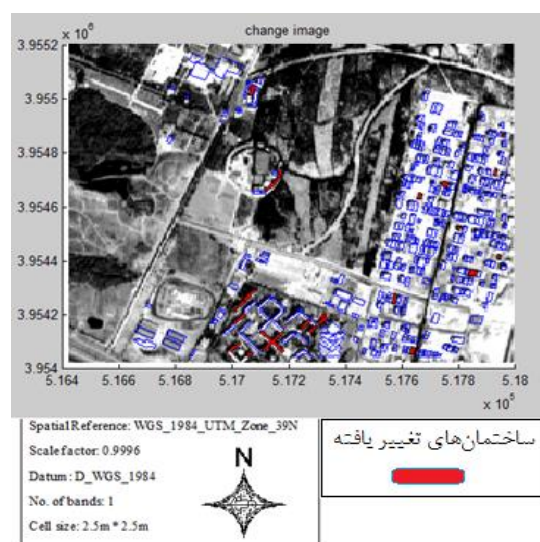 change image
x 10^6
3.9552
3.955
3.9548
3.9546
3.9544
3.9542
3.954
5.164 5.166 5.168 5.17 5.172 5.174 5.176 5.178 5.18
x 10^5
Spatial Reference: WGS_1984_UTM_Zone_39N
Scale factor: 0.9996
Datum : D_WGS_1984
No. of bands: 1
Cell size: 2.5m * 2.5m
N
ساختمان‌های تغییر یافته